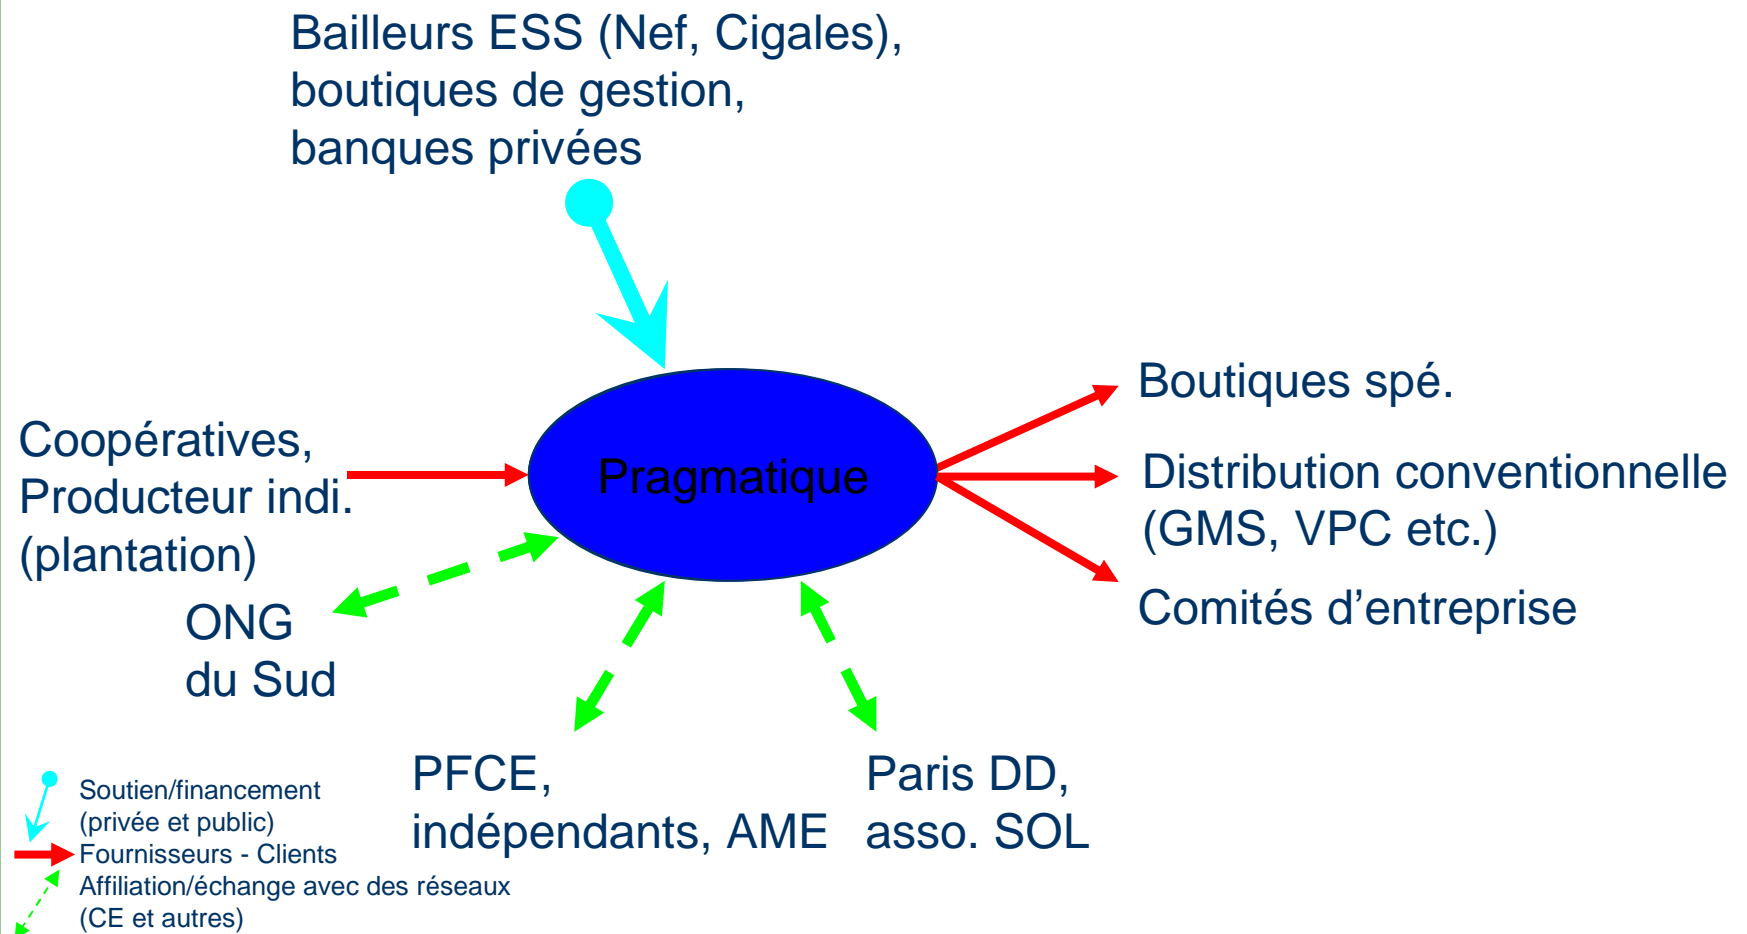 Bailleurs ESS (Nef, Cigales),
boutiques de gestion,
banques privées
Coopératives,
Producteur indi.
(plantation)
Pragmatique
Boutiques spé.
Distribution conventionnelle
(GMS, VPC etc.)
Comités d’entreprise
ONG
du Sud
PFCE,
indépendants, AME
Paris DD,
asso. SOL
Soutien/financement
(privée et public)
Fournisseurs - Clients
Affiliation/échange avec des réseaux
(CE et autres)